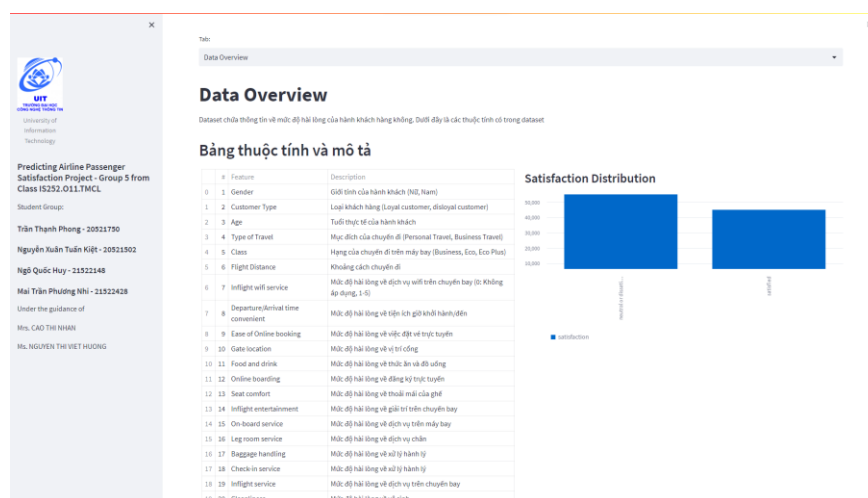 ×
UIT
TRƯỜNG ĐẠI HỌC
CÔNG NGHỆ THÔNG TIN
University of
Information
Technology
Predicting Airline Passenger
Satisfaction Project - Group 5 from
Class IS252.O11.TMCL
Student Group:
Trần Thạnh Phong - 20521750
Nguyễn Xuân Tuấn Kiệt - 20521502
Ngô Quốc Huy - 21522148
Mai Trần Phương Nhi - 21522428
Under the guidance of
Mrs. CAO THI NHAN
Ms. NGUYEN THI VIET HUONG
Tab:
Data Overview
Data Overview
Dataset chứa thông tin về mức độ hài lòng của hành khách hàng không. Dưới đây là các thuộc tính có trong dataset
Bảng thuộc tính và mô tả
# Feature Description
0 1 Gender Giới tính của hành khách (Nữ, Nam)
1 2 Customer Type Loại khách hàng (Loyal customer, disloyal customer)
2 3 Age Tuổi thực tế của hành khách
3 4 Type of Travel Mục đích của chuyến đi (Personal Travel, Business Travel)
4 5 Class Hạng của chuyến đi trên máy bay (Business, Eco, Eco Plus)
5 6 Flight Distance Khoảng cách chuyến đi
6 7 Inflight wifi service Mức độ hài lòng về dịch vụ wifi trên chuyến bay (0: Không
áp dụng, 1-5)
7 8 Departure/Arrival time
convenient Mức độ hài lòng về tiện ích giờ khởi hành/đến
8 9 Ease of Online booking Mức độ hài lòng về việc đặt vé trực tuyến
9 10 Gate location Mức độ hài lòng về vị trí cổng
10 11 Food and drink Mức độ hài lòng về thức ăn và đồ uống
11 12 Online boarding Mức độ hài lòng về đăng ký trực tuyến
12 13 Seat comfort Mức độ hài lòng về thoải mái của ghế
13 14 Inflight entertainment Mức độ hài lòng về giải trí trên chuyến bay
14 15 On-board service Mức độ hài lòng về dịch vụ trên máy bay
15 16 Leg room service Mức độ hài lòng về dịch vụ chân
16 17 Baggage handling Mức độ hài lòng về xử lý hành lý
17 18 Check-in service Mức độ hài lòng về xử lý hành lý
18 19 Inflight service Mức độ hài lòng về dịch vụ trên chuyến bay
Satisfaction Distribution
50,000
40,000
30,000
20,000
10,000
satisfied
satisfaction